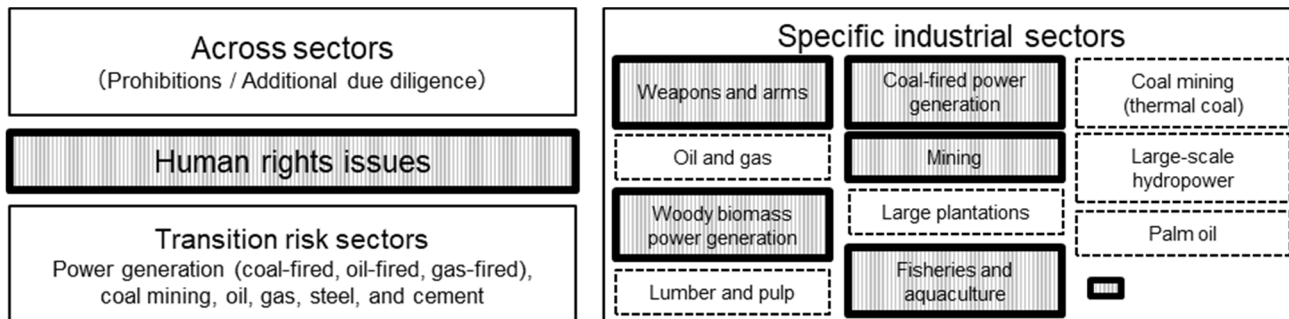 Across sectors
(Prohibitions / Additional due diligence)
Human rights issues
Transition risk sectors
Power generation (coal-fired, oil-fired, gas-fired),
coal mining, oil, gas, steel, and cement
Specific industrial sectors
Weapons and arms
Coal-fired power
generation
Coal mining
(thermal coal)
Oil and gas
Mining
Large-scale
hydropower
Woody biomass
power generation
Large plantations
Palm oil
Lumber and pulp
Fisheries and
aquaculture